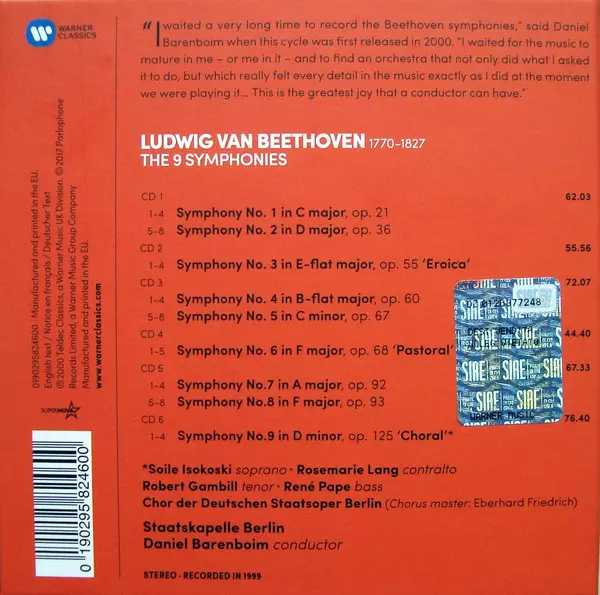 WARNER
CLASSICS
"I waited a very long time to record the Beethoven symphonies," said Daniel
Barenboim when this cycle was first released in 2000. "I waited for the music to
mature in me – or me in it – and to find an orchestra that not only did what I asked
it to do, but which really felt every detail in the music exactly as I did at the moment
we were playing it... This is the greatest joy that a conductor can have."
LUDWIG VAN BEETHOVEN 1770–1827
THE 9 SYMPHONIES
CD 1 62.03
1-4 Symphony No. 1 in C major, op. 21
5-8 Symphony No. 2 in D major, op. 36
CD 2 55.56
1-4 Symphony No. 3 in E-flat major, op. 55 'Eroica'
CD 3 72.07
1-4 Symphony No. 4 in B-flat major, op. 60
5-8 Symphony No. 5 in C minor, op. 67
CD 4 44.40
1-5 Symphony No. 6 in F major, op. 68 'Pastoral'
CD 5 67.33
1-4 Symphony No.7 in A major, op. 92
5-8 Symphony No.8 in F major, op. 93
CD 6 76.40
1-4 Symphony No.9 in D minor, op. 125 'Choral'*
*Soile Isokoski soprano · Rosemarie Lang contralto
Robert Gambill tenor · René Pape bass
Chor der Deutschen Staatsoper Berlin (Chorus master: Eberhard Friedrich)
Staatskapelle Berlin
Daniel Barenboim conductor
STEREO · RECORDED IN 1999
0190295824600 · Manufactured and printed in the EU.
English text / Notice en français / Deutscher Text
℗2000 Teldec Classics, a Warner Music UK Division. © 2017 Parlophone
Records Limited, a Warner Music Group Company
Manufactured and printed in the EU.
www.warnerclassics.com
SUPERNOVA
0 190295 824600
SIAE
WARNER MUSIC